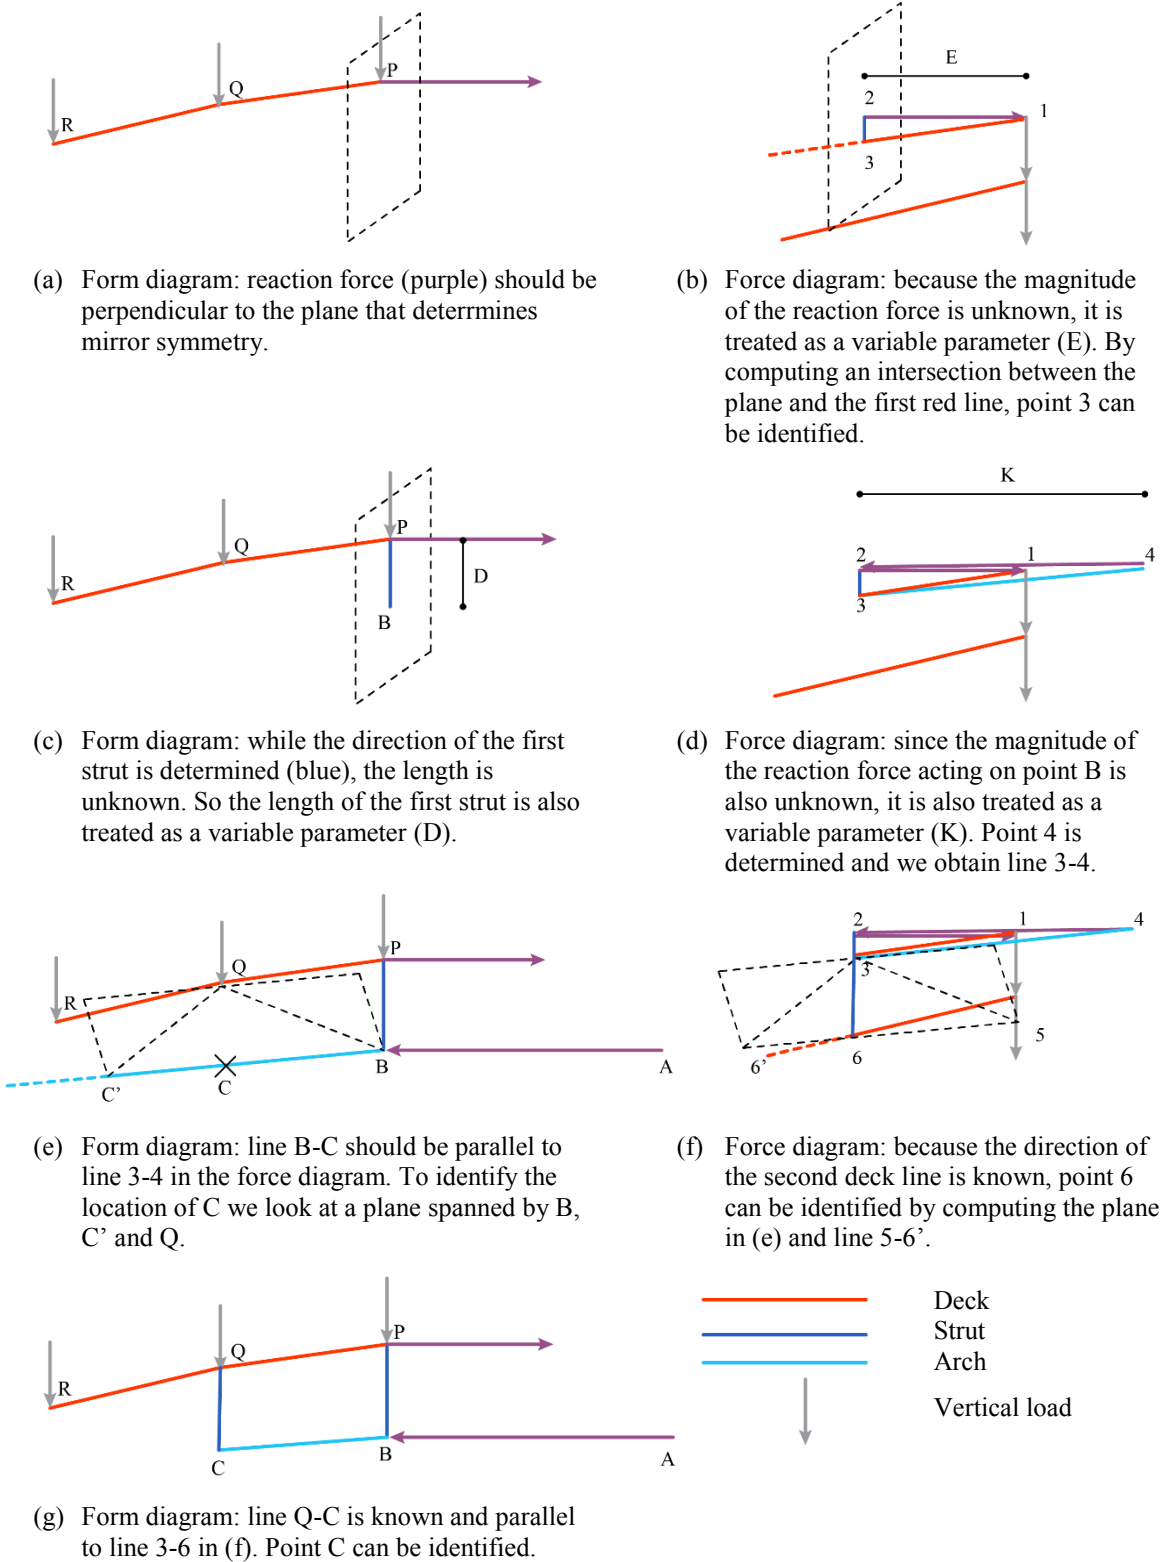 P
Q
R
(a) Form diagram: reaction force (purple) should be
perpendicular to the plane that deterrmines
mirror symmetry.
E
2
1
3
(b) Force diagram: because the magnitude
of the reaction force is unknown, it is
treated as a variable parameter (E). By
computing an intersection between the
plane and the first red line, point 3 can
be identified.
P
Q
R
D
B
(c) Form diagram: while the direction of the first
strut is determined (blue), the length is
unknown. So the length of the first strut is also
treated as a variable parameter (D).
K
2 1 4
3
(d) Force diagram: since the magnitude of
the reaction force acting on point B is
also unknown, it is also treated as a
variable parameter (K). Point 4 is
determined and we obtain line 3-4.
P
Q
R
B A
C
C’
(e) Form diagram: line B-C should be parallel to
line 3-4 in the force diagram. To identify the
location of C we look at a plane spanned by B,
C’ and Q.
2 1 4
3
5
6
6’
(f) Force diagram: because the direction of
the second deck line is known, point 6
can be identified by computing the plane
in (e) and line 5-6’.
P
Q
R
B A
C
(g) Form diagram: line Q-C is known and parallel
to line 3-6 in (f). Point C can be identified.
Deck
Strut
Arch
Vertical load